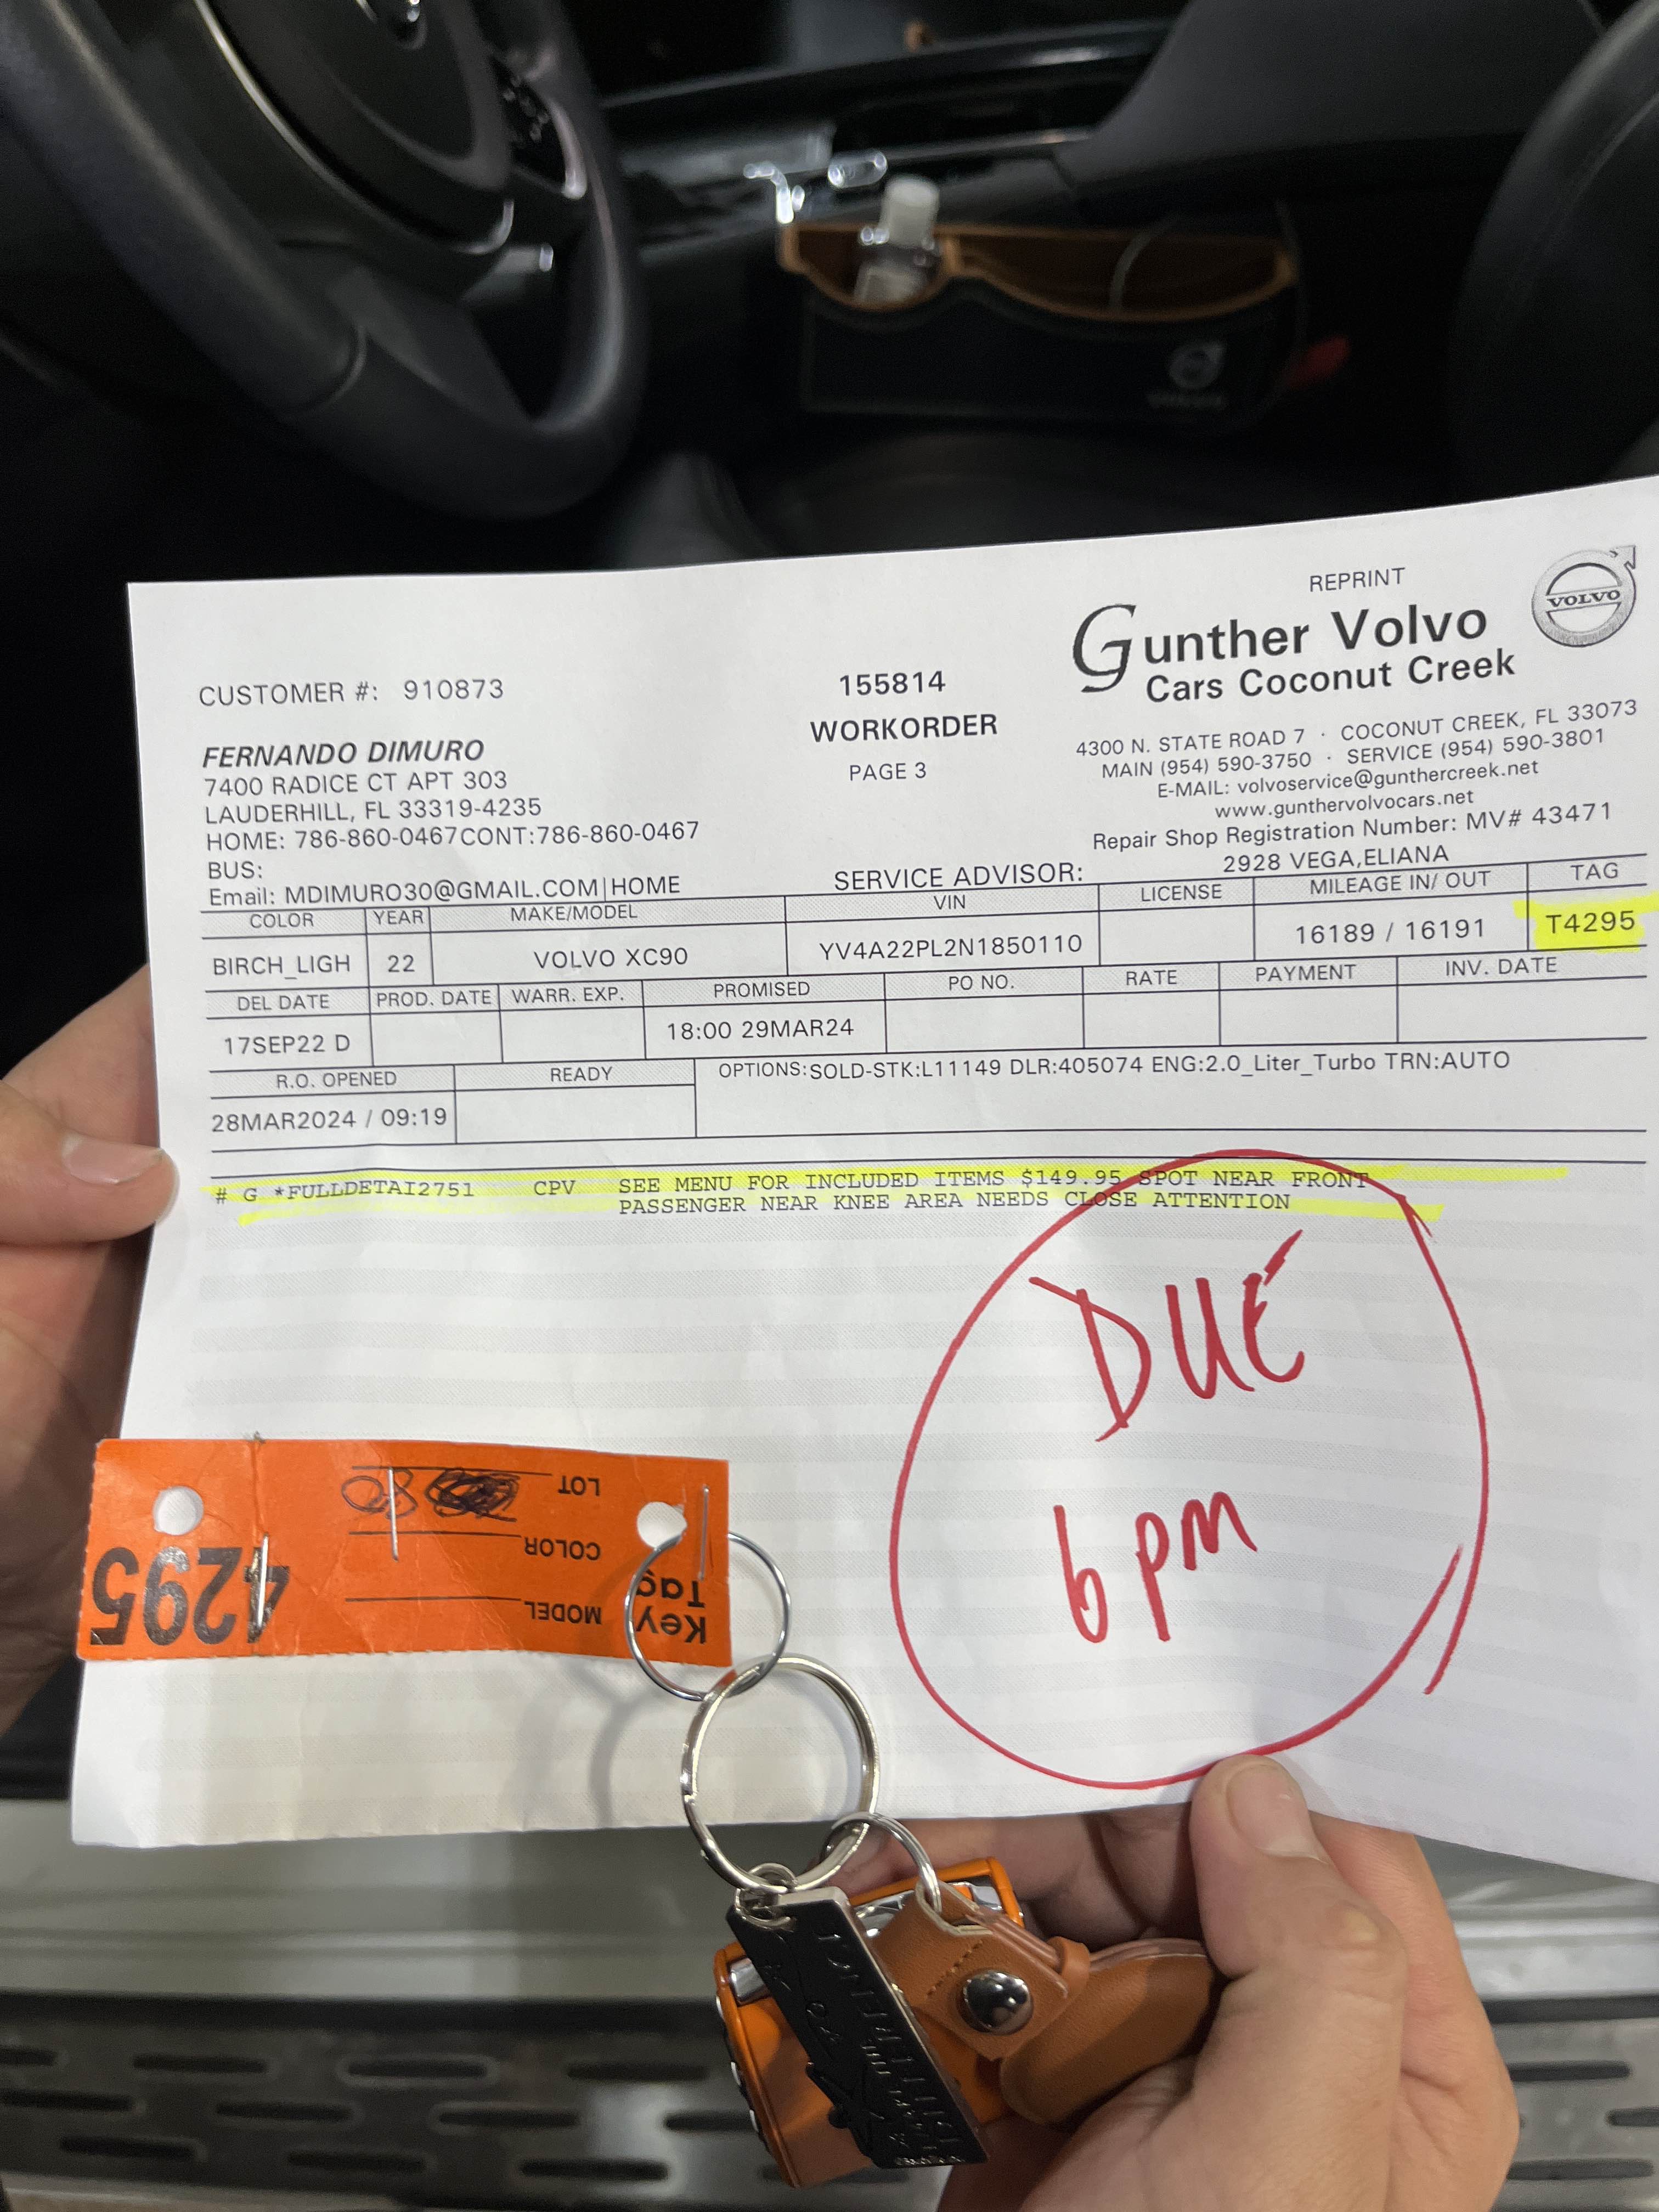 REPRINT
Gunther Volvo
Cars Coconut Creek
VOLVO
4300 N. STATE ROAD 7 · COCONUT CREEK, FL 33073
MAIN (954) 590-3750 · SERVICE (954) 590-3801
E-MAIL: volvoservice@gunthercreek.net
www.gunthervolvocars.net
Repair Shop Registration Number: MV# 43471
CUSTOMER #: 910873
155814
WORKORDER
PAGE 3
FERNANDO DIMURO
7400 RADICE CT APT 303
LAUDERHILL, FL 33319-4235
HOME: 786-860-0467CONT:786-860-0467
BUS:
Email: MDIMURO30@GMAIL.COM|HOME
SERVICE ADVISOR: 2928 VEGA,ELIANA
COLOR YEAR MAKE/MODEL VIN LICENSE MILEAGE IN/ OUT TAG
BIRCH_LIGH 22 VOLVO XC90 YV4A22PL2N1850110 16189 / 16191 T4295
DEL DATE PROD. DATE WARR. EXP. PROMISED PO NO. RATE PAYMENT INV. DATE
17SEP22 D 18:00 29MAR24
R.O. OPENED READY OPTIONS:SOLD-STK:L11149 DLR:405074 ENG:2.0_Liter_Turbo TRN:AUTO
28MAR2024 / 09:19
# G *FULLDETAI2751 CPV SEE MENU FOR INCLUDED ITEMS $149.95 SPOT NEAR FRONT
PASSENGER NEAR KNEE AREA NEEDS CLOSE ATTENTION
DUE
6 pm
Key
Tag
MODEL
COLOR
LOT
4295